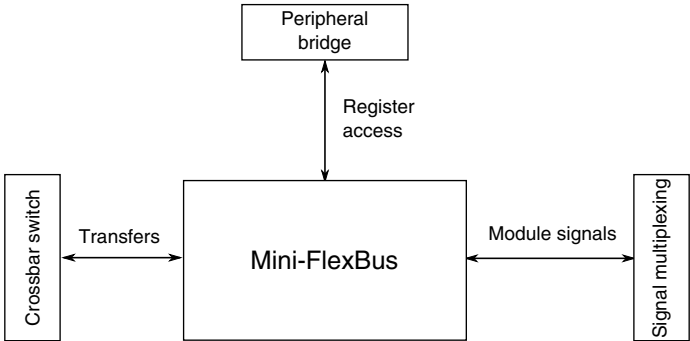 Peripheral
bridge
Register
access
Crossbar switch
Transfers
Mini-FlexBus
Module signals
Signal multiplexing